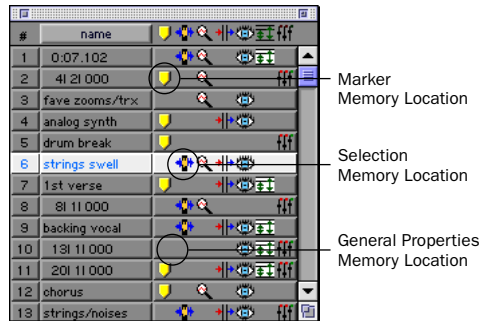 # name
1 0:07.102
2 4| 2| 000
3 fave zooms/trx
4 analog synth
5 drum break
6 strings swell
7 1st verse
8 8| 1| 000
9 backing vocal
10 13| 1| 000
11 20| 1| 000
12 chorus
13 strings/noises
Marker
Memory Location
Selection
Memory Location
General Properties
Memory Location